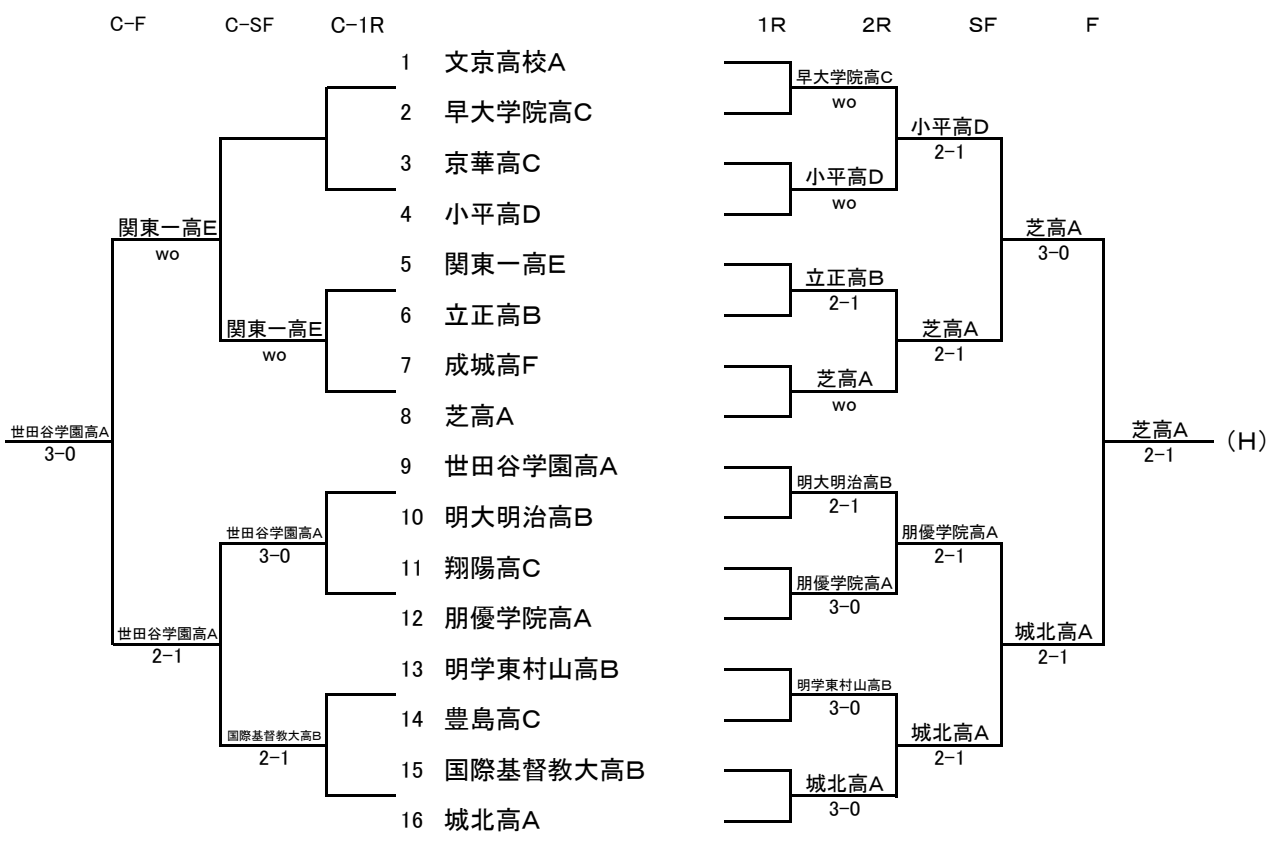 C-F C-SF C-1R 1R 2R SF F
1 文京高校A
早大学院高C
wo
2 早大学院高C
小平高D
2-1
3 京華高C
小平高D
wo
4 小平高D
関東一高E
wo
芝高A
3-0
5 関東一高E
立正高B
2-1
6 立正高B
関東一高E
wo
芝高A
2-1
7 成城高F
芝高A
wo
8 芝高A
世田谷学園高A
3-0
芝高A
2-1
(H)
9 世田谷学園高A
明大明治高B
2-1
10 明大明治高B
世田谷学園高A
3-0
朋優学院高A
2-1
11 翔陽高C
朋優学院高A
3-0
12 朋優学院高A
世田谷学園高A
2-1
城北高A
2-1
13 明学東村山高B
明学東村山高B
3-0
14 豊島高C
国際基督教大高B
2-1
城北高A
2-1
15 国際基督教大高B
城北高A
3-0
16 城北高A